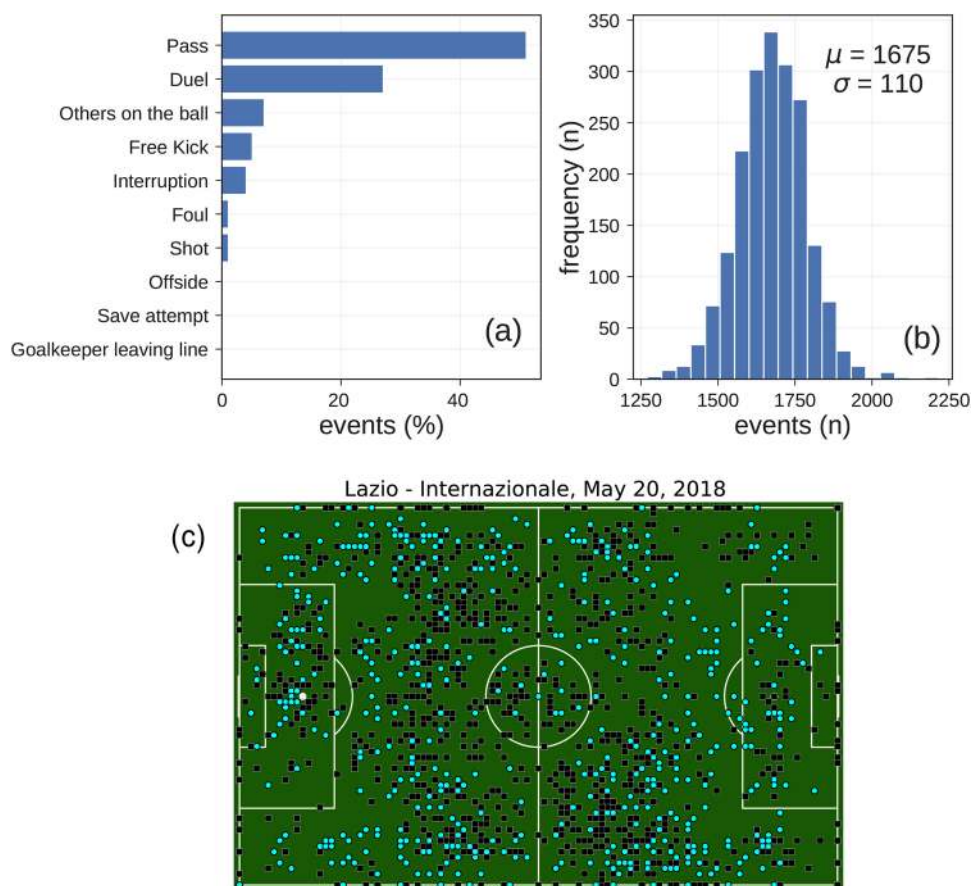 Pass
Duel
Others on the ball
Free Kick
Interruption
Foul
Shot
Offside
Save attempt
Goalkeeper leaving line
(a)
0 20 40
events (%)
350
300
250
200
150
100
50
0
frequency (n)
μ = 1675
σ = 110
(b)
1250 1500 1750 2000 2250
events (n)
Lazio - Internazionale, May 20, 2018
(c)